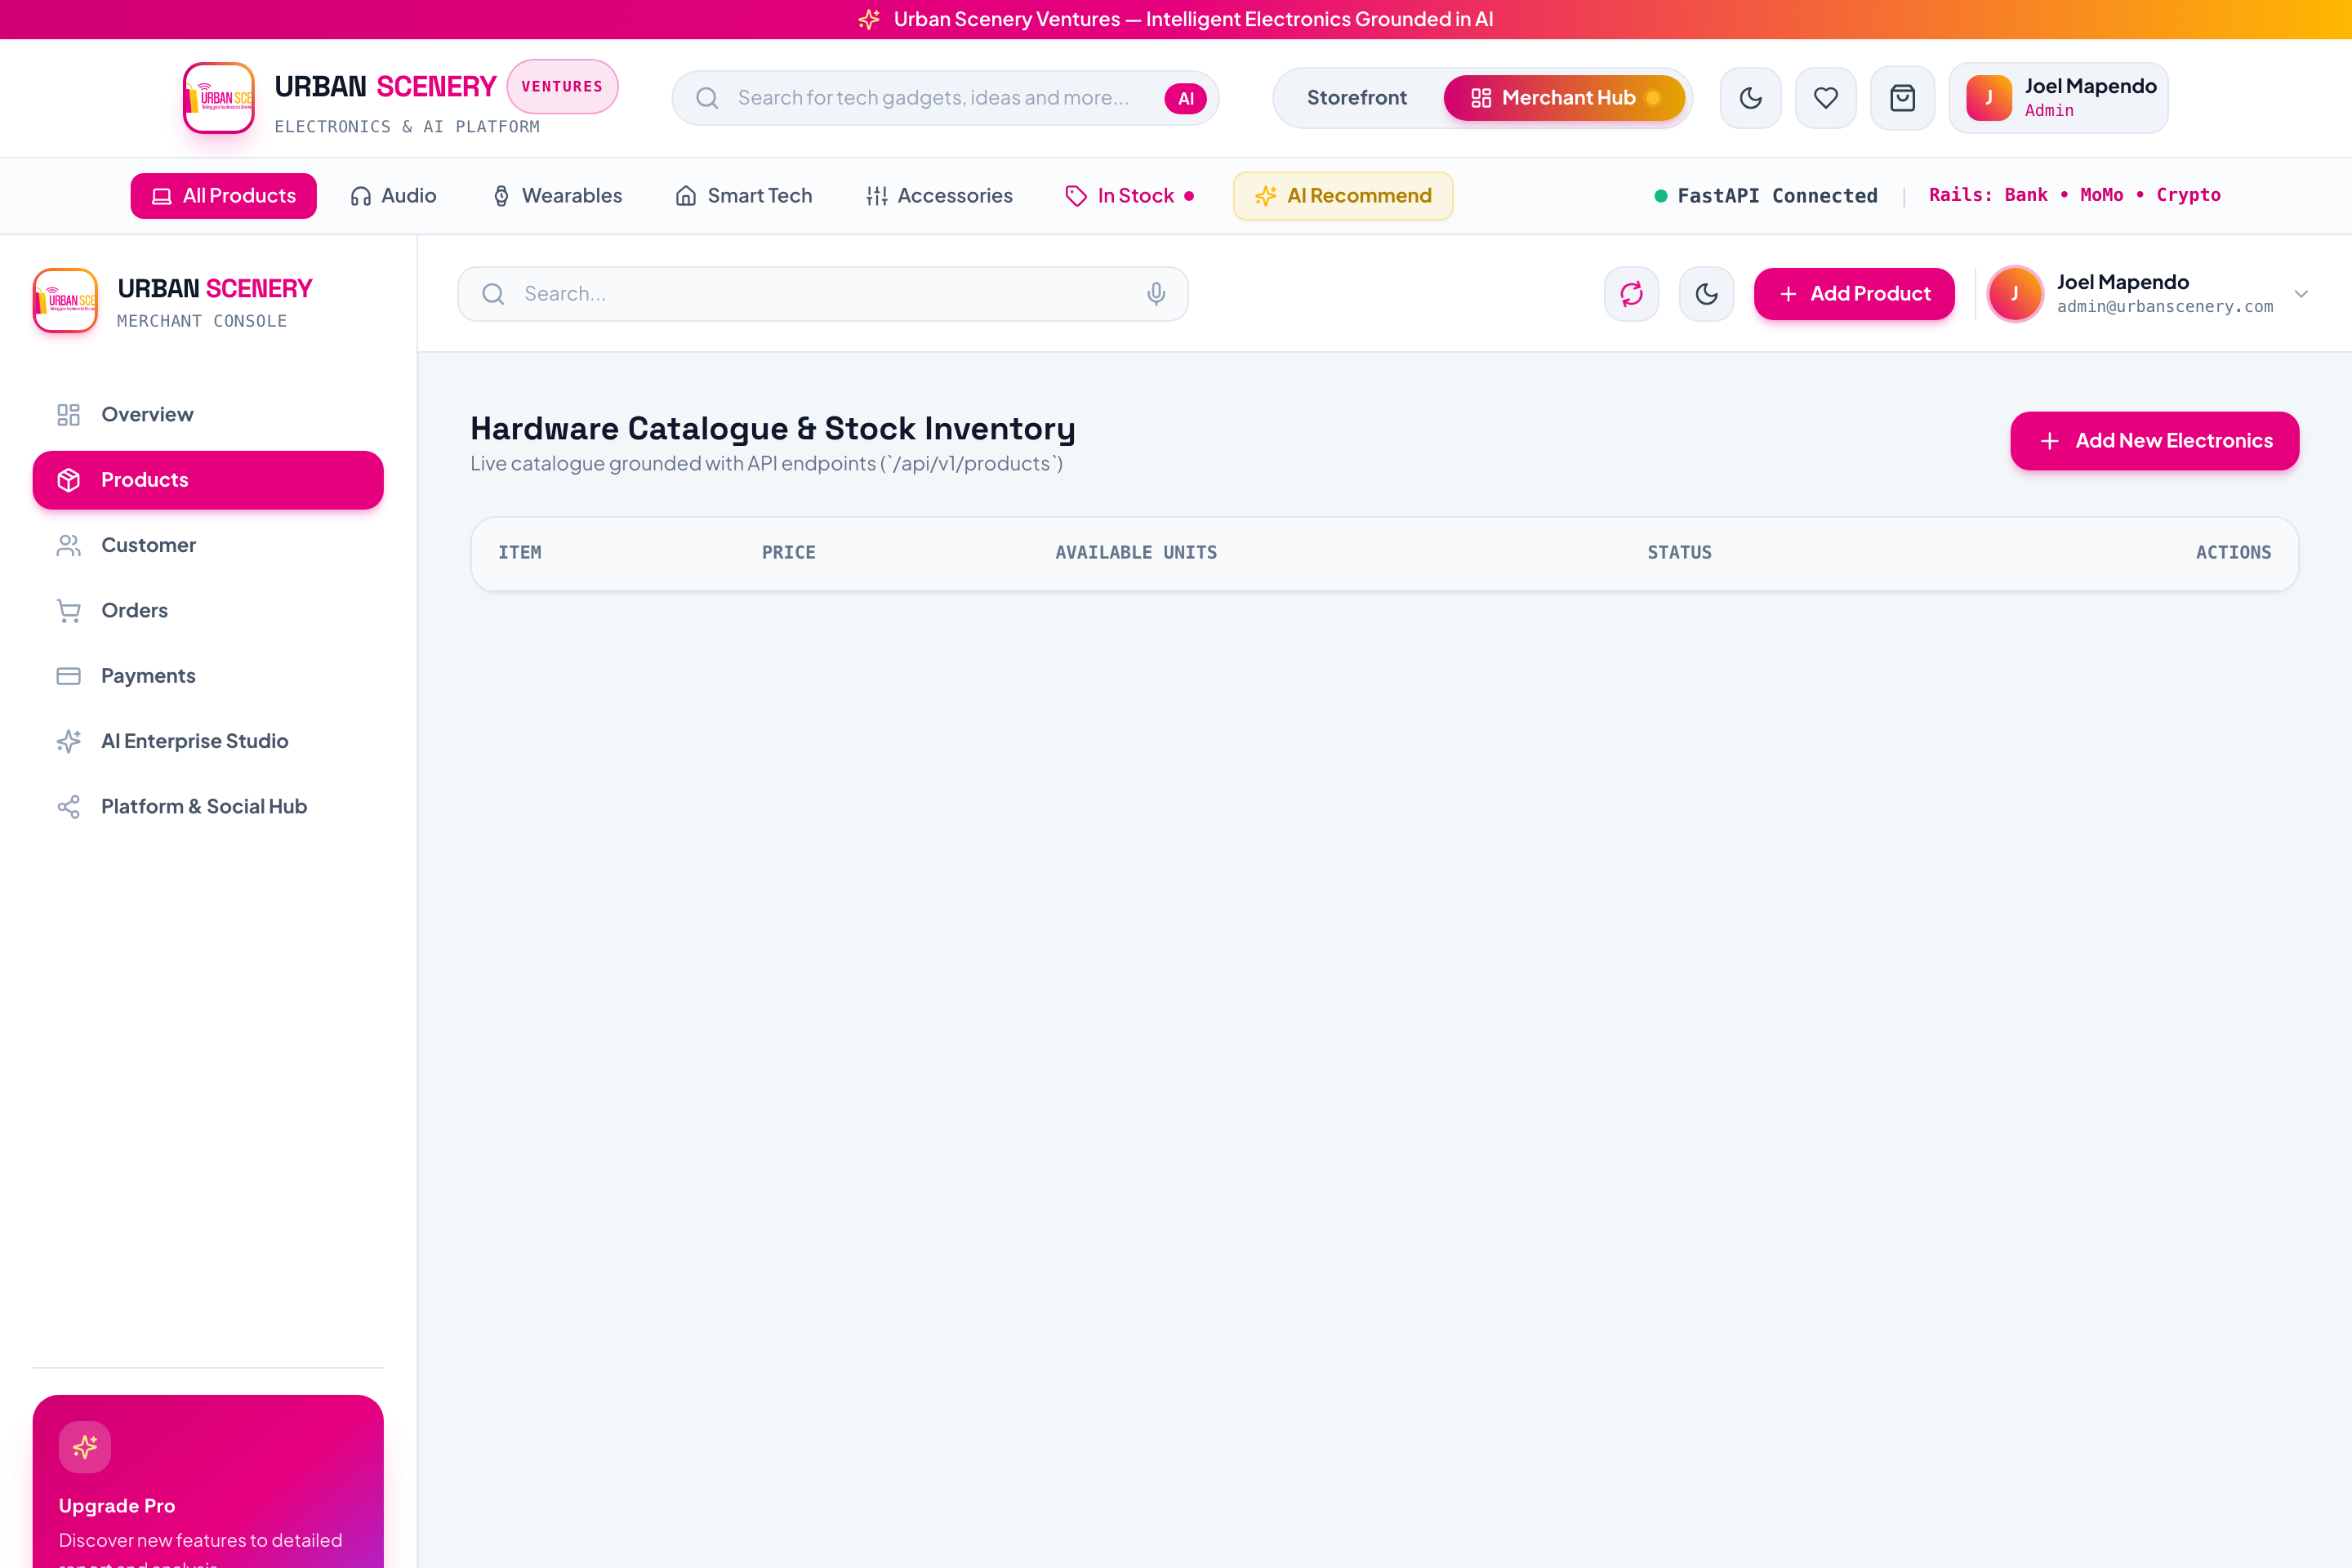 Urban Scenery Ventures — Intelligent Electronics Grounded in AI
URBAN SCENERY VENTURES
ELECTRONICS & AI PLATFORM
Search for tech gadgets, ideas and more...
AI
Storefront
Merchant Hub
J
Joel Mapendo
Admin
All Products
Audio
Wearables
Smart Tech
Accessories
In Stock
AI Recommend
FastAPI Connected
Rails: Bank • MoMo • Crypto
URBAN SCENERY
MERCHANT CONSOLE
Search...
Add Product
J
Joel Mapendo
admin@urbanscenery.com
Overview
Products
Customer
Orders
Payments
AI Enterprise Studio
Platform & Social Hub
Hardware Catalogue & Stock Inventory
Live catalogue grounded with API endpoints (`/api/v1/products`)
Add New Electronics
ITEM
PRICE
AVAILABLE UNITS
STATUS
ACTIONS
Upgrade Pro
Discover new features to detailed
report and analysis